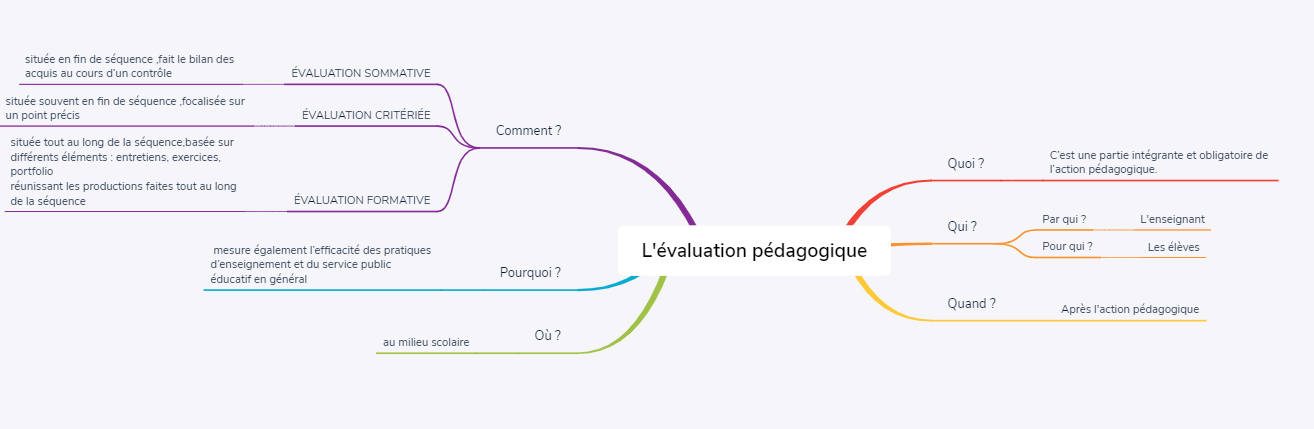 située en fin de séquence ,fait le bilan des
acquis au cours d'un contrôle
ÉVALUATION SOMMATIVE
située souvent en fin de séquence ,focalisée sur
un point précis
ÉVALUATION CRITÉRIÉE
située tout au long de la séquence,basée sur
différents éléments : entretiens, exercices,
portfolio
réunissant les productions faites tout au long
de la séquence
ÉVALUATION FORMATIVE
Comment ?
mesure également l'efficacité des pratiques
d'enseignement et du service public
éducatif en général
Pourquoi ?
au milieu scolaire
Où ?
L'évaluation pédagogique
Quoi ?
C'est une partie intégrante et obligatoire de
l'action pédagogique.
Qui ?
Par qui ?
L'enseignant
Pour qui ?
Les élèves
Quand ?
Après l'action pédagogique